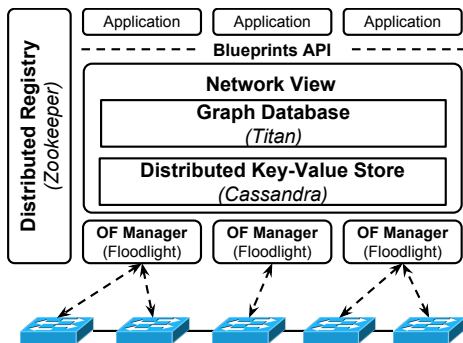 Distributed Registry
(Zookeeper)
Application
Application
Application
Blueprints API
Network View
Graph Database
(Titan)
Distributed Key-Value Store
(Cassandra)
OF Manager
(Floodlight)
OF Manager
(Floodlight)
OF Manager
(Floodlight)